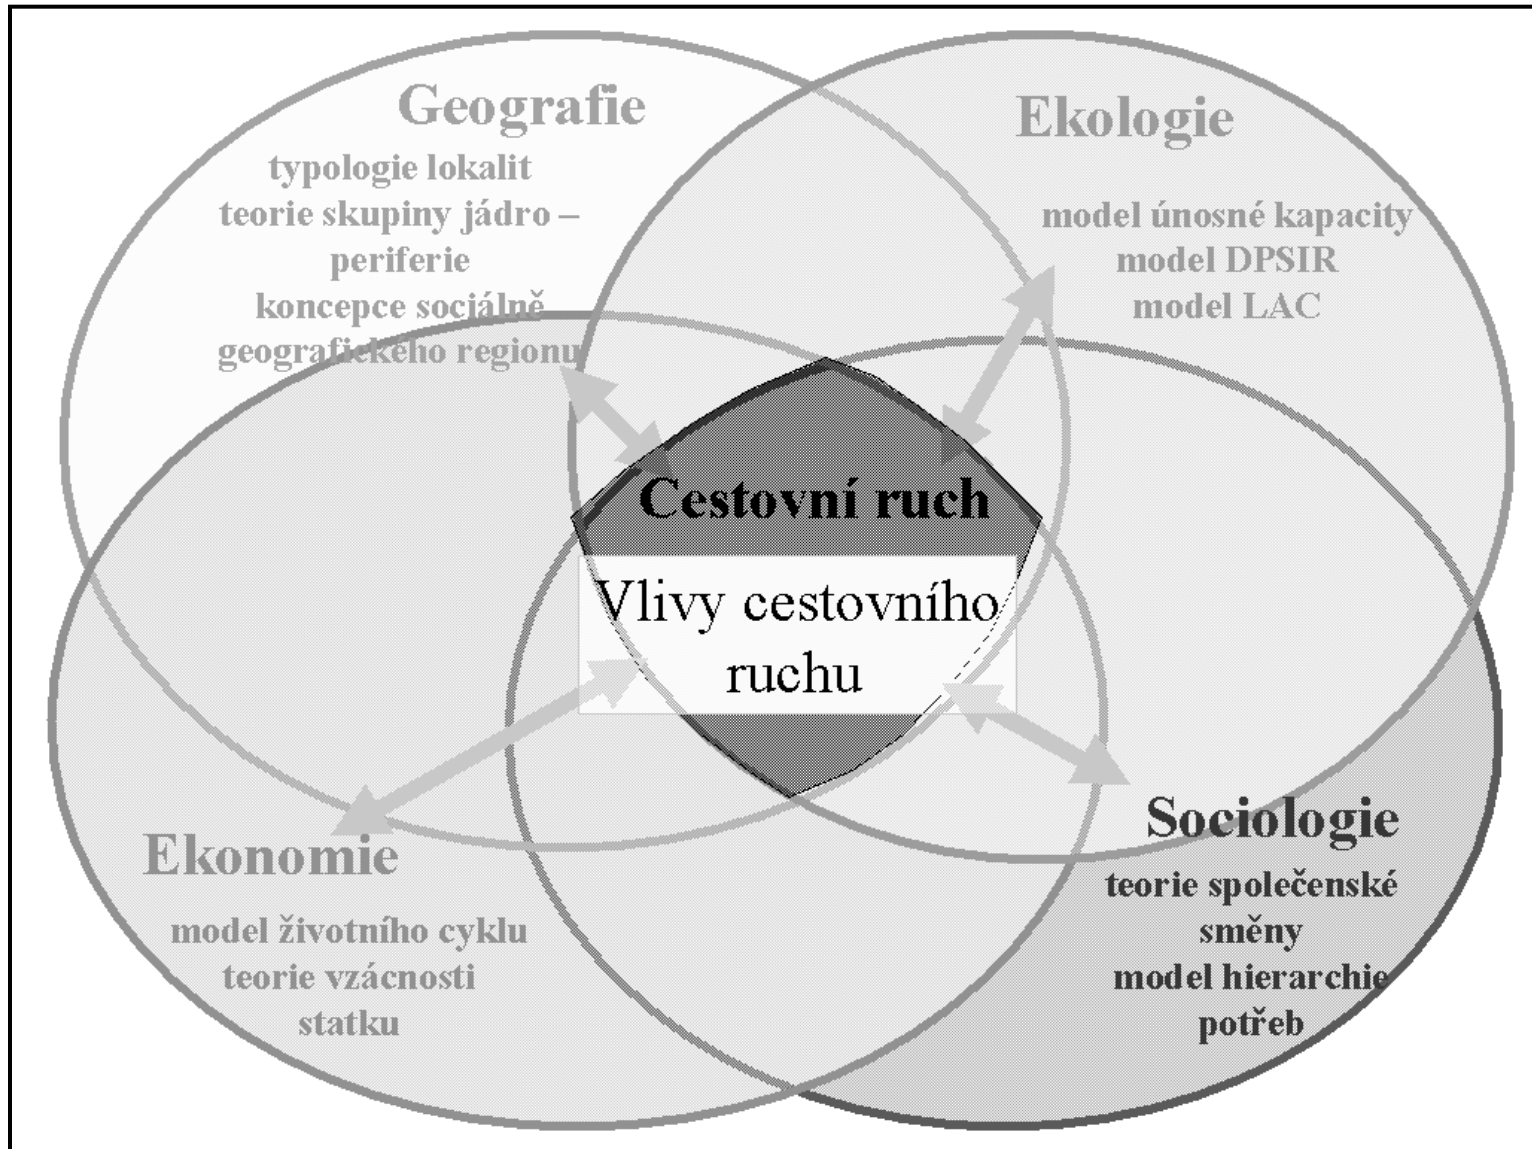 Geografie
typologie lokalit
teorie skupiny jádro –
periferie
koncepce sociálně
geografického regionu
Ekologie
model únosné kapacity
model DPSIR
model LAC
Cestovní ruch
Vlivy cestovního
ruchu
Ekonomie
model životního cyklu
teorie vzácnosti
statku
Sociologie
teorie společenské
směny
model hierarchie
potřeb